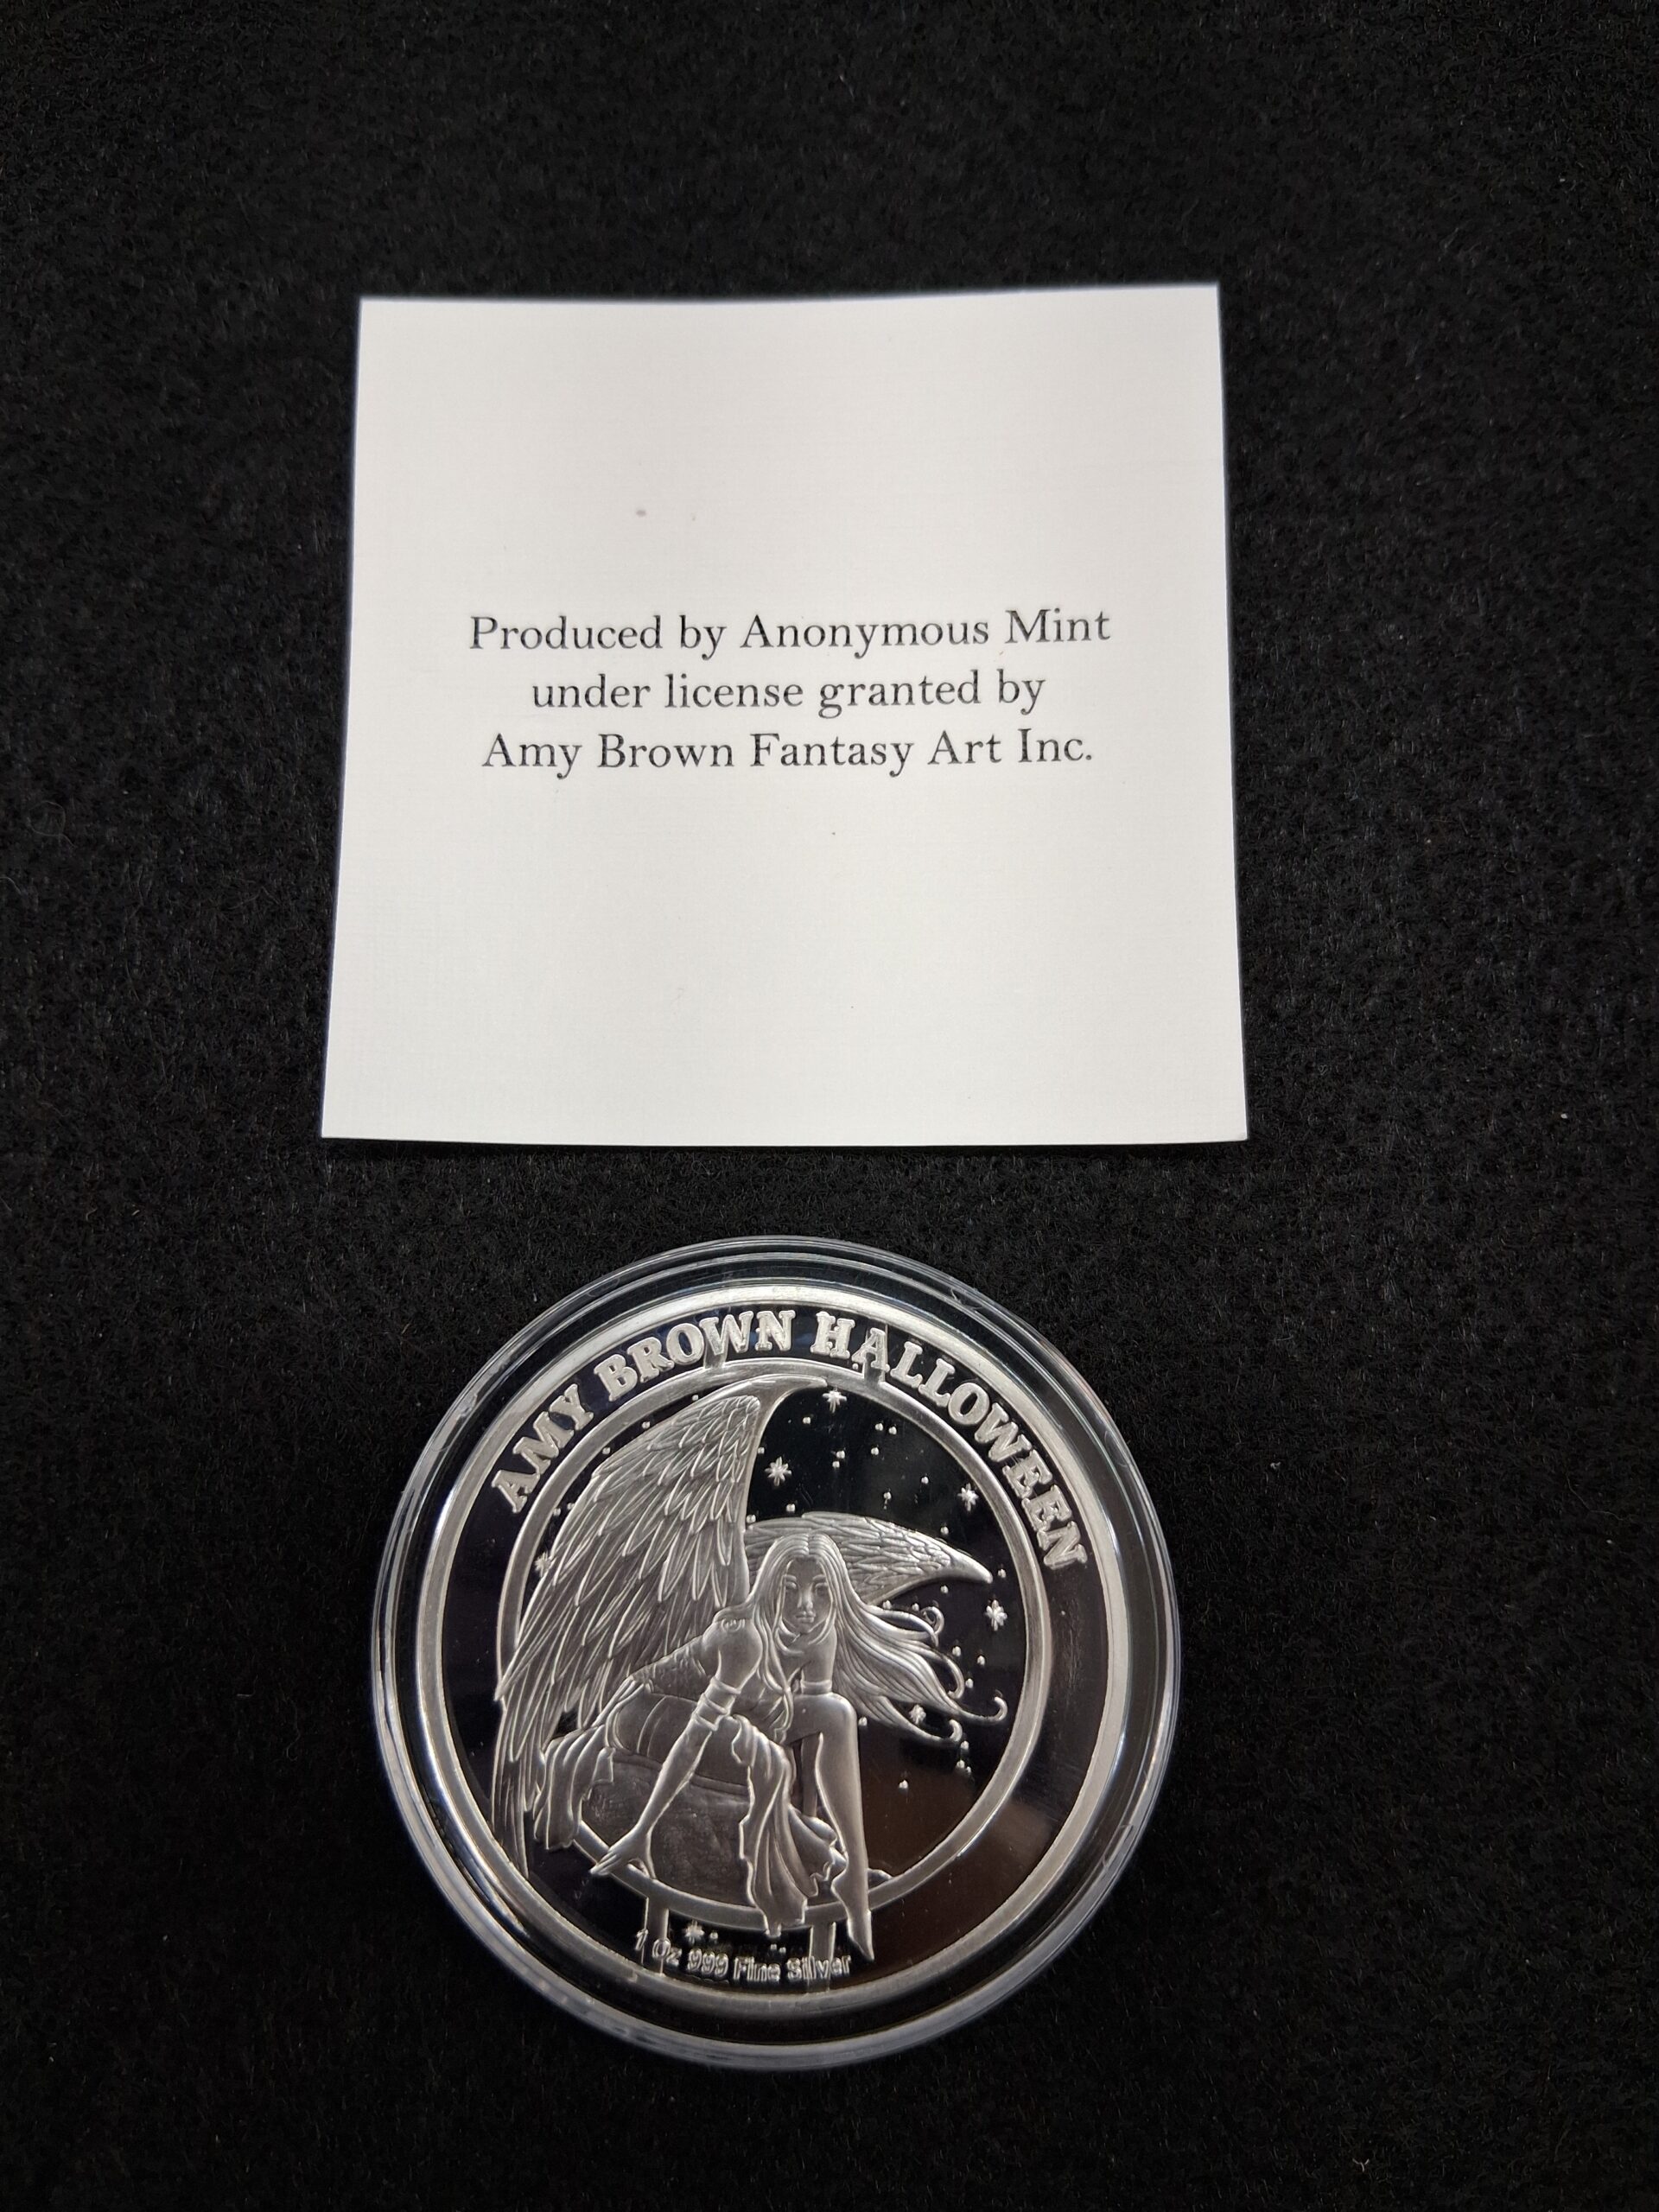 Produced by Anonymous Mint
under license granted by
Amy Brown Fantasy Art Inc.
AMY BROWN HALLOWEEN
1 Oz 999 Fine Silver